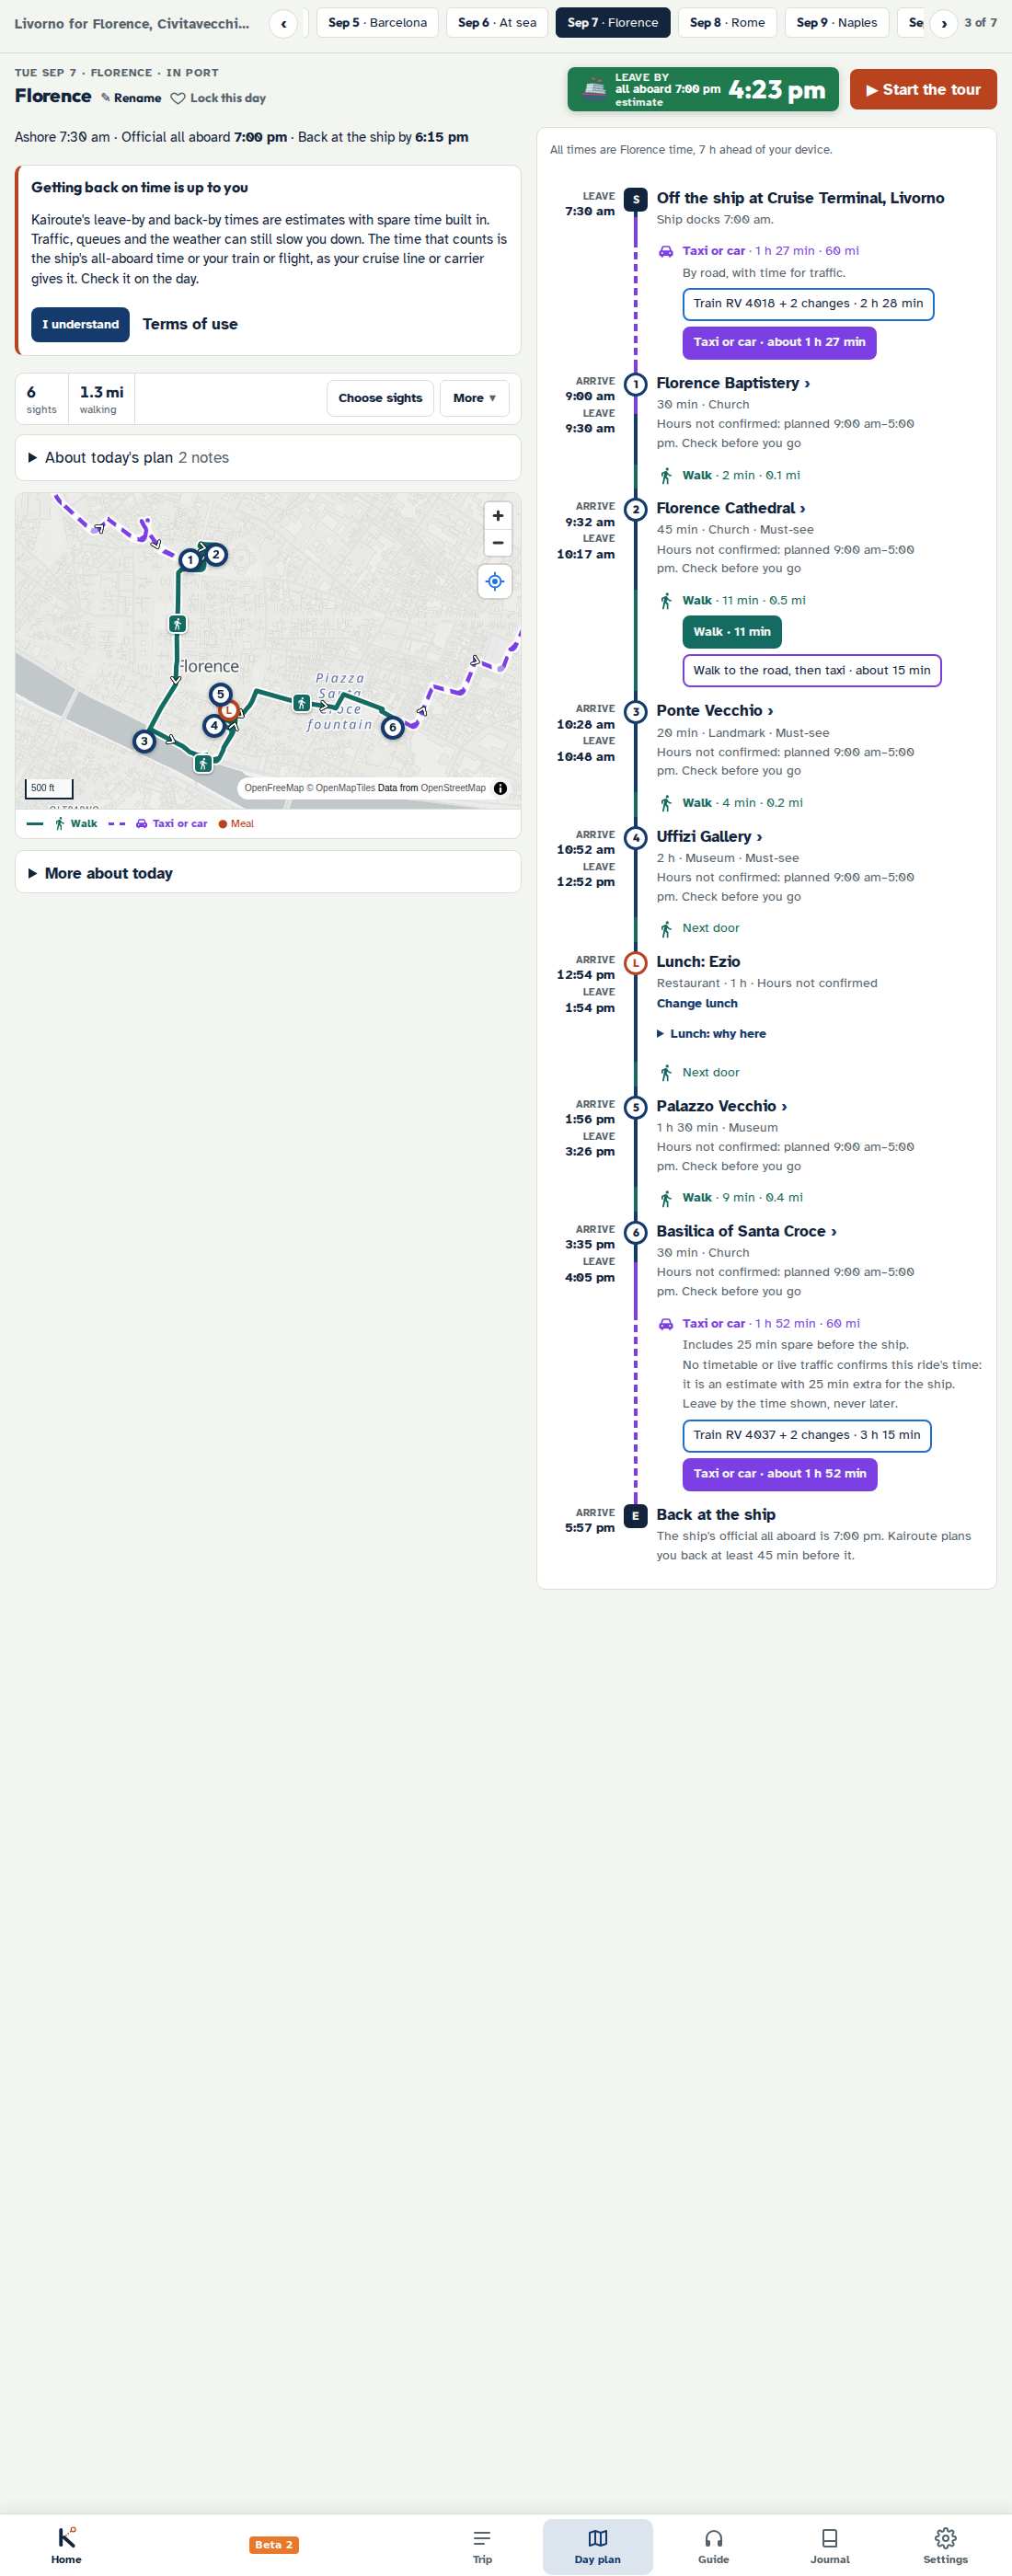 Livorno for Florence, Civitavecchi...
‹
Sep 5 · Barcelona
Sep 6 · At sea
Sep 7 · Florence
Sep 8 · Rome
Sep 9 · Naples
Se
›
3 of 7
TUE SEP 7 · FLORENCE · IN PORT
Florence ✎ Rename Lock this day
LEAVE BY
all aboard 7:00 pm
estimate
4:23 pm
▶ Start the tour
Ashore 7:30 am · Official all aboard 7:00 pm · Back at the ship by 6:15 pm
Getting back on time is up to you
Kairoute's leave-by and back-by times are estimates with spare time built in.
Traffic, queues and the weather can still slow you down. The time that counts is
the ship's all-aboard time or your train or flight, as your cruise line or carrier
gives it. Check it on the day.
I understand
Terms of use
6
sights
1.3 mi
walking
Choose sights
More ▼
▶ About today's plan 2 notes
1
2
Florence
Piazza
Santa
Croce
fountain
5
L
4
3
6
+
−
500 ft
OpenFreeMap © OpenMapTiles Data from OpenStreetMap
Walk
Taxi or car
Meal
▶ More about today
All times are Florence time, 7 h ahead of your device.
LEAVE
7:30 am
S
Off the ship at Cruise Terminal, Livorno
Ship docks 7:00 am.
Taxi or car · 1 h 27 min · 60 mi
By road, with time for traffic.
Train RV 4018 + 2 changes · 2 h 28 min
Taxi or car · about 1 h 27 min
ARRIVE
9:00 am
LEAVE
9:30 am
1
Florence Baptistery ›
30 min · Church
Hours not confirmed: planned 9:00 am–5:00
pm. Check before you go
Walk · 2 min · 0.1 mi
ARRIVE
9:32 am
LEAVE
10:17 am
2
Florence Cathedral ›
45 min · Church · Must-see
Hours not confirmed: planned 9:00 am–5:00
pm. Check before you go
Walk · 11 min · 0.5 mi
Walk · 11 min
Walk to the road, then taxi · about 15 min
ARRIVE
10:28 am
LEAVE
10:48 am
3
Ponte Vecchio ›
20 min · Landmark · Must-see
Hours not confirmed: planned 9:00 am–5:00
pm. Check before you go
Walk · 4 min · 0.2 mi
ARRIVE
10:52 am
LEAVE
12:52 pm
4
Uffizi Gallery ›
2 h · Museum · Must-see
Hours not confirmed: planned 9:00 am–5:00
pm. Check before you go
Next door
ARRIVE
12:54 pm
LEAVE
1:54 pm
L
Lunch: Ezio
Restaurant · 1 h · Hours not confirmed
Change lunch
▶ Lunch: why here
Next door
ARRIVE
1:56 pm
LEAVE
3:26 pm
5
Palazzo Vecchio ›
1 h 30 min · Museum
Hours not confirmed: planned 9:00 am–5:00
pm. Check before you go
Walk · 9 min · 0.4 mi
ARRIVE
3:35 pm
LEAVE
4:05 pm
6
Basilica of Santa Croce ›
30 min · Church
Hours not confirmed: planned 9:00 am–5:00
pm. Check before you go
Taxi or car · 1 h 52 min · 60 mi
Includes 25 min spare before the ship.
No timetable or live traffic confirms this ride's time:
it is an estimate with 25 min extra for the ship.
Leave by the time shown, never later.
Train RV 4037 + 2 changes · 3 h 15 min
Taxi or car · about 1 h 52 min
ARRIVE
5:57 pm
E
Back at the ship
The ship's official all aboard is 7:00 pm. Kairoute plans
you back at least 45 min before it.
Home
Beta 2
Trip
Day plan
Guide
Journal
Settings